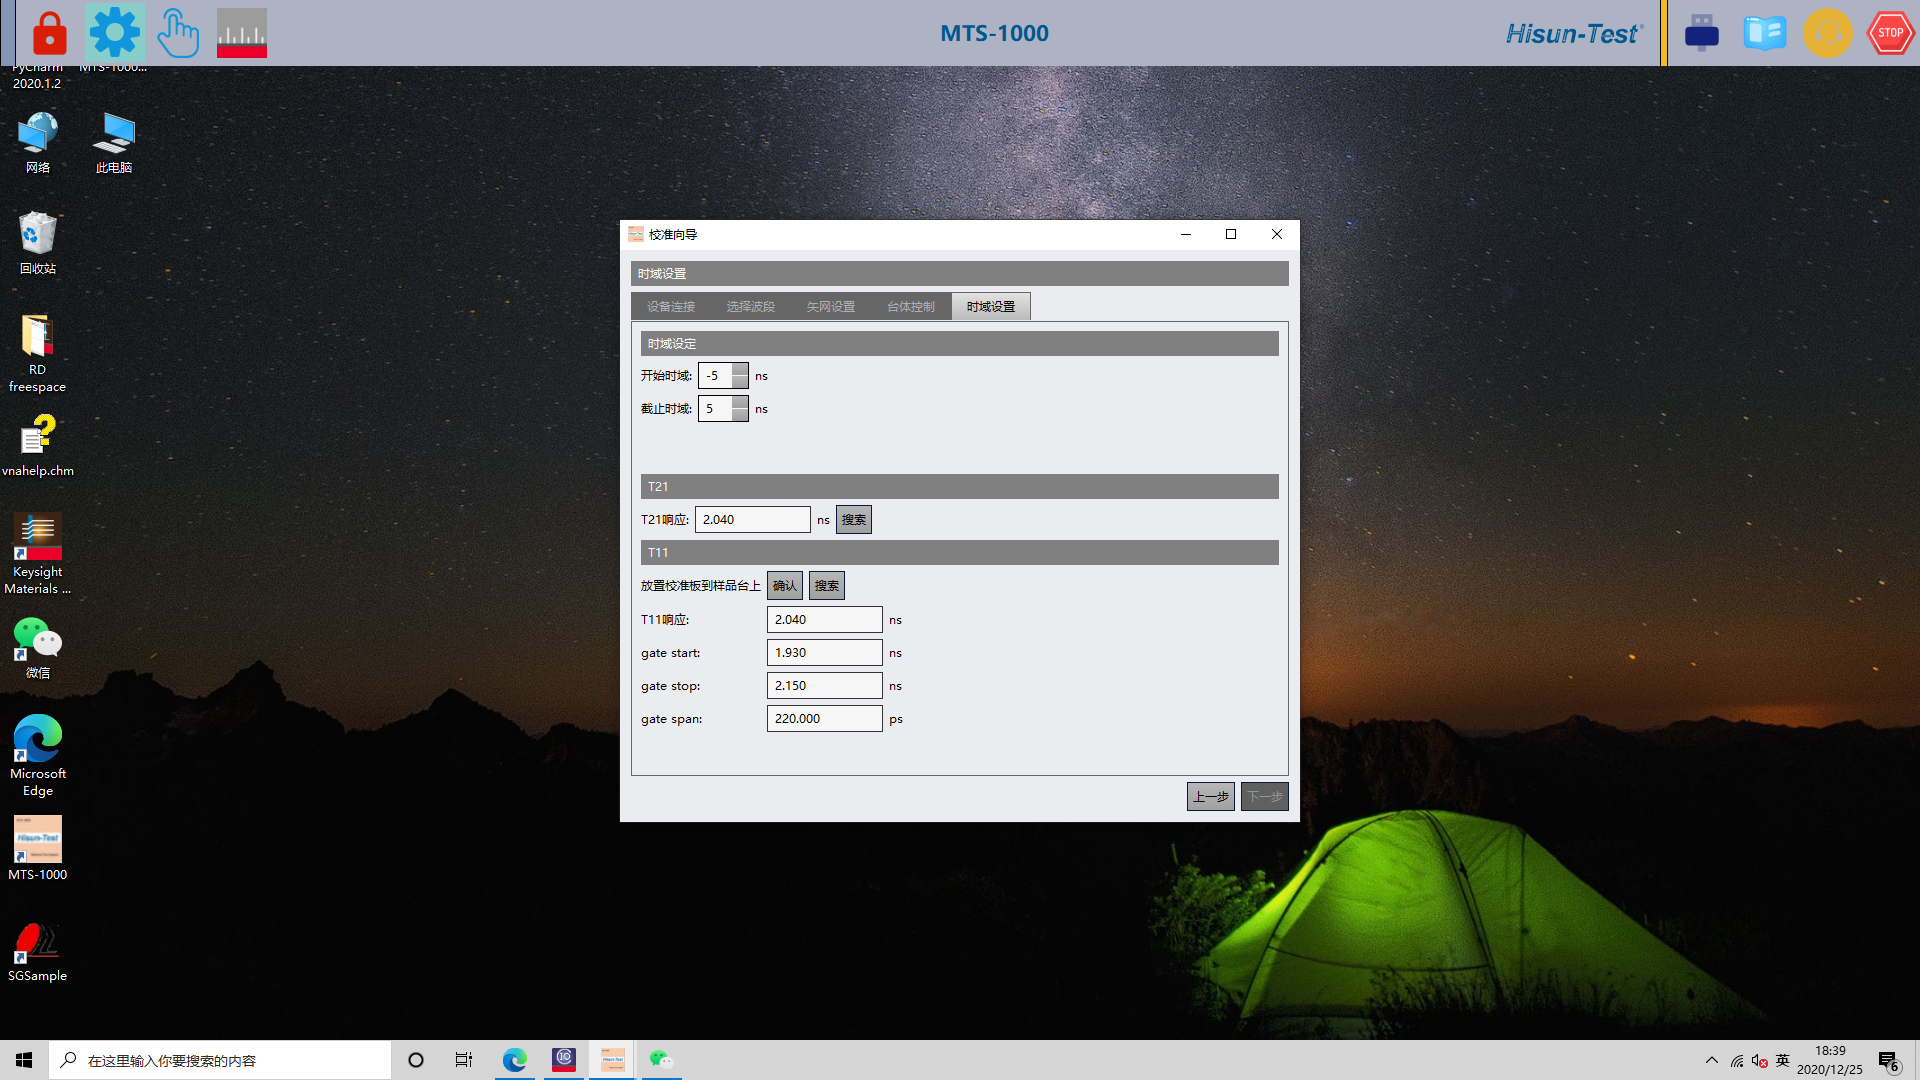 MTS-1000
Hisun-Test
STOP
PyCharm
2020.1.2
MTS-1000...
网络
此电脑
回收站
RD
freespace
vnahelp.chm
Keysight
Materials ...
微信
Microsoft
Edge
MTS-1000
SGSample
校准向导
时域设置
设备连接 选择波段 矢网设置 台体控制 时域设置
时域设定
开始时域: -5 ns
截止时域: 5 ns
T21
T21响应: 2.040 ns 搜索
T11
放置校准板到样品台上 确认 搜索
T11响应: 2.040 ns
gate start: 1.930 ns
gate stop: 2.150 ns
gate span: 220.000 ps
上一步 下一步
在这里输入你要搜索的内容
英
18:39
2020/12/25
6